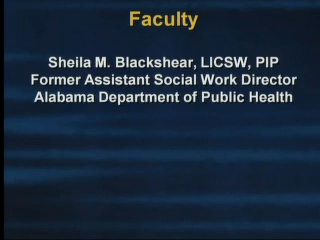 Faculty
Sheila M. Blackshear, LICSW, PIP
Former Assistant Social Work Director
Alabama Department of Public Health